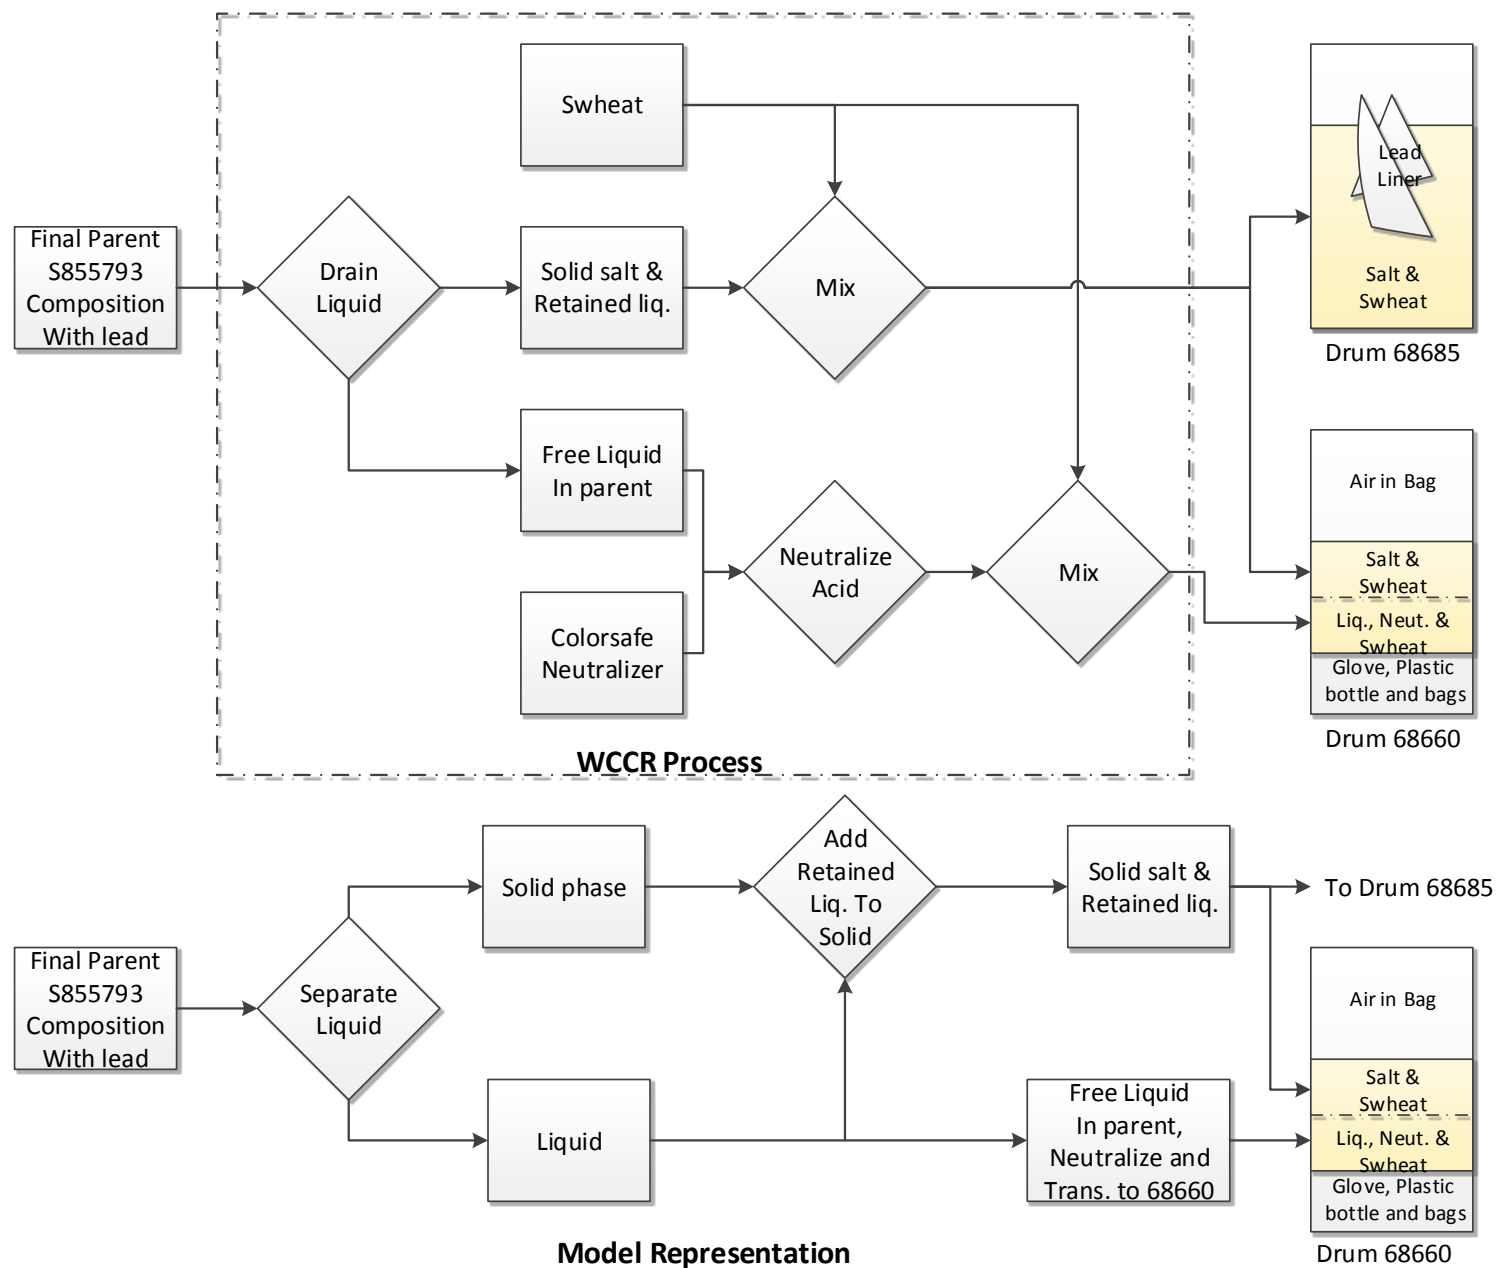 Swheat
Final Parent
S855793
Composition
With lead
Drain
Liquid
Solid salt &
Retained liq.
Mix
Lead
Liner
Salt &
Swheat
Drum 68685
Free Liquid
In parent
Colorsafe
Neutralizer
Neutralize
Acid
Mix
Air in Bag
Salt &
Swheat
Liq., Neut. &
Swheat
Glove, Plastic
bottle and bags
Drum 68660
WCCR Process
Final Parent
S855793
Composition
With lead
Separate
Liquid
Solid phase
Add
Retained
Liq. To
Solid
Solid salt &
Retained liq.
To Drum 68685
Liquid
Free Liquid
In parent,
Neutralize and
Trans. to 68660
Air in Bag
Salt &
Swheat
Liq., Neut. &
Swheat
Glove, Plastic
bottle and bags
Drum 68660
Model Representation